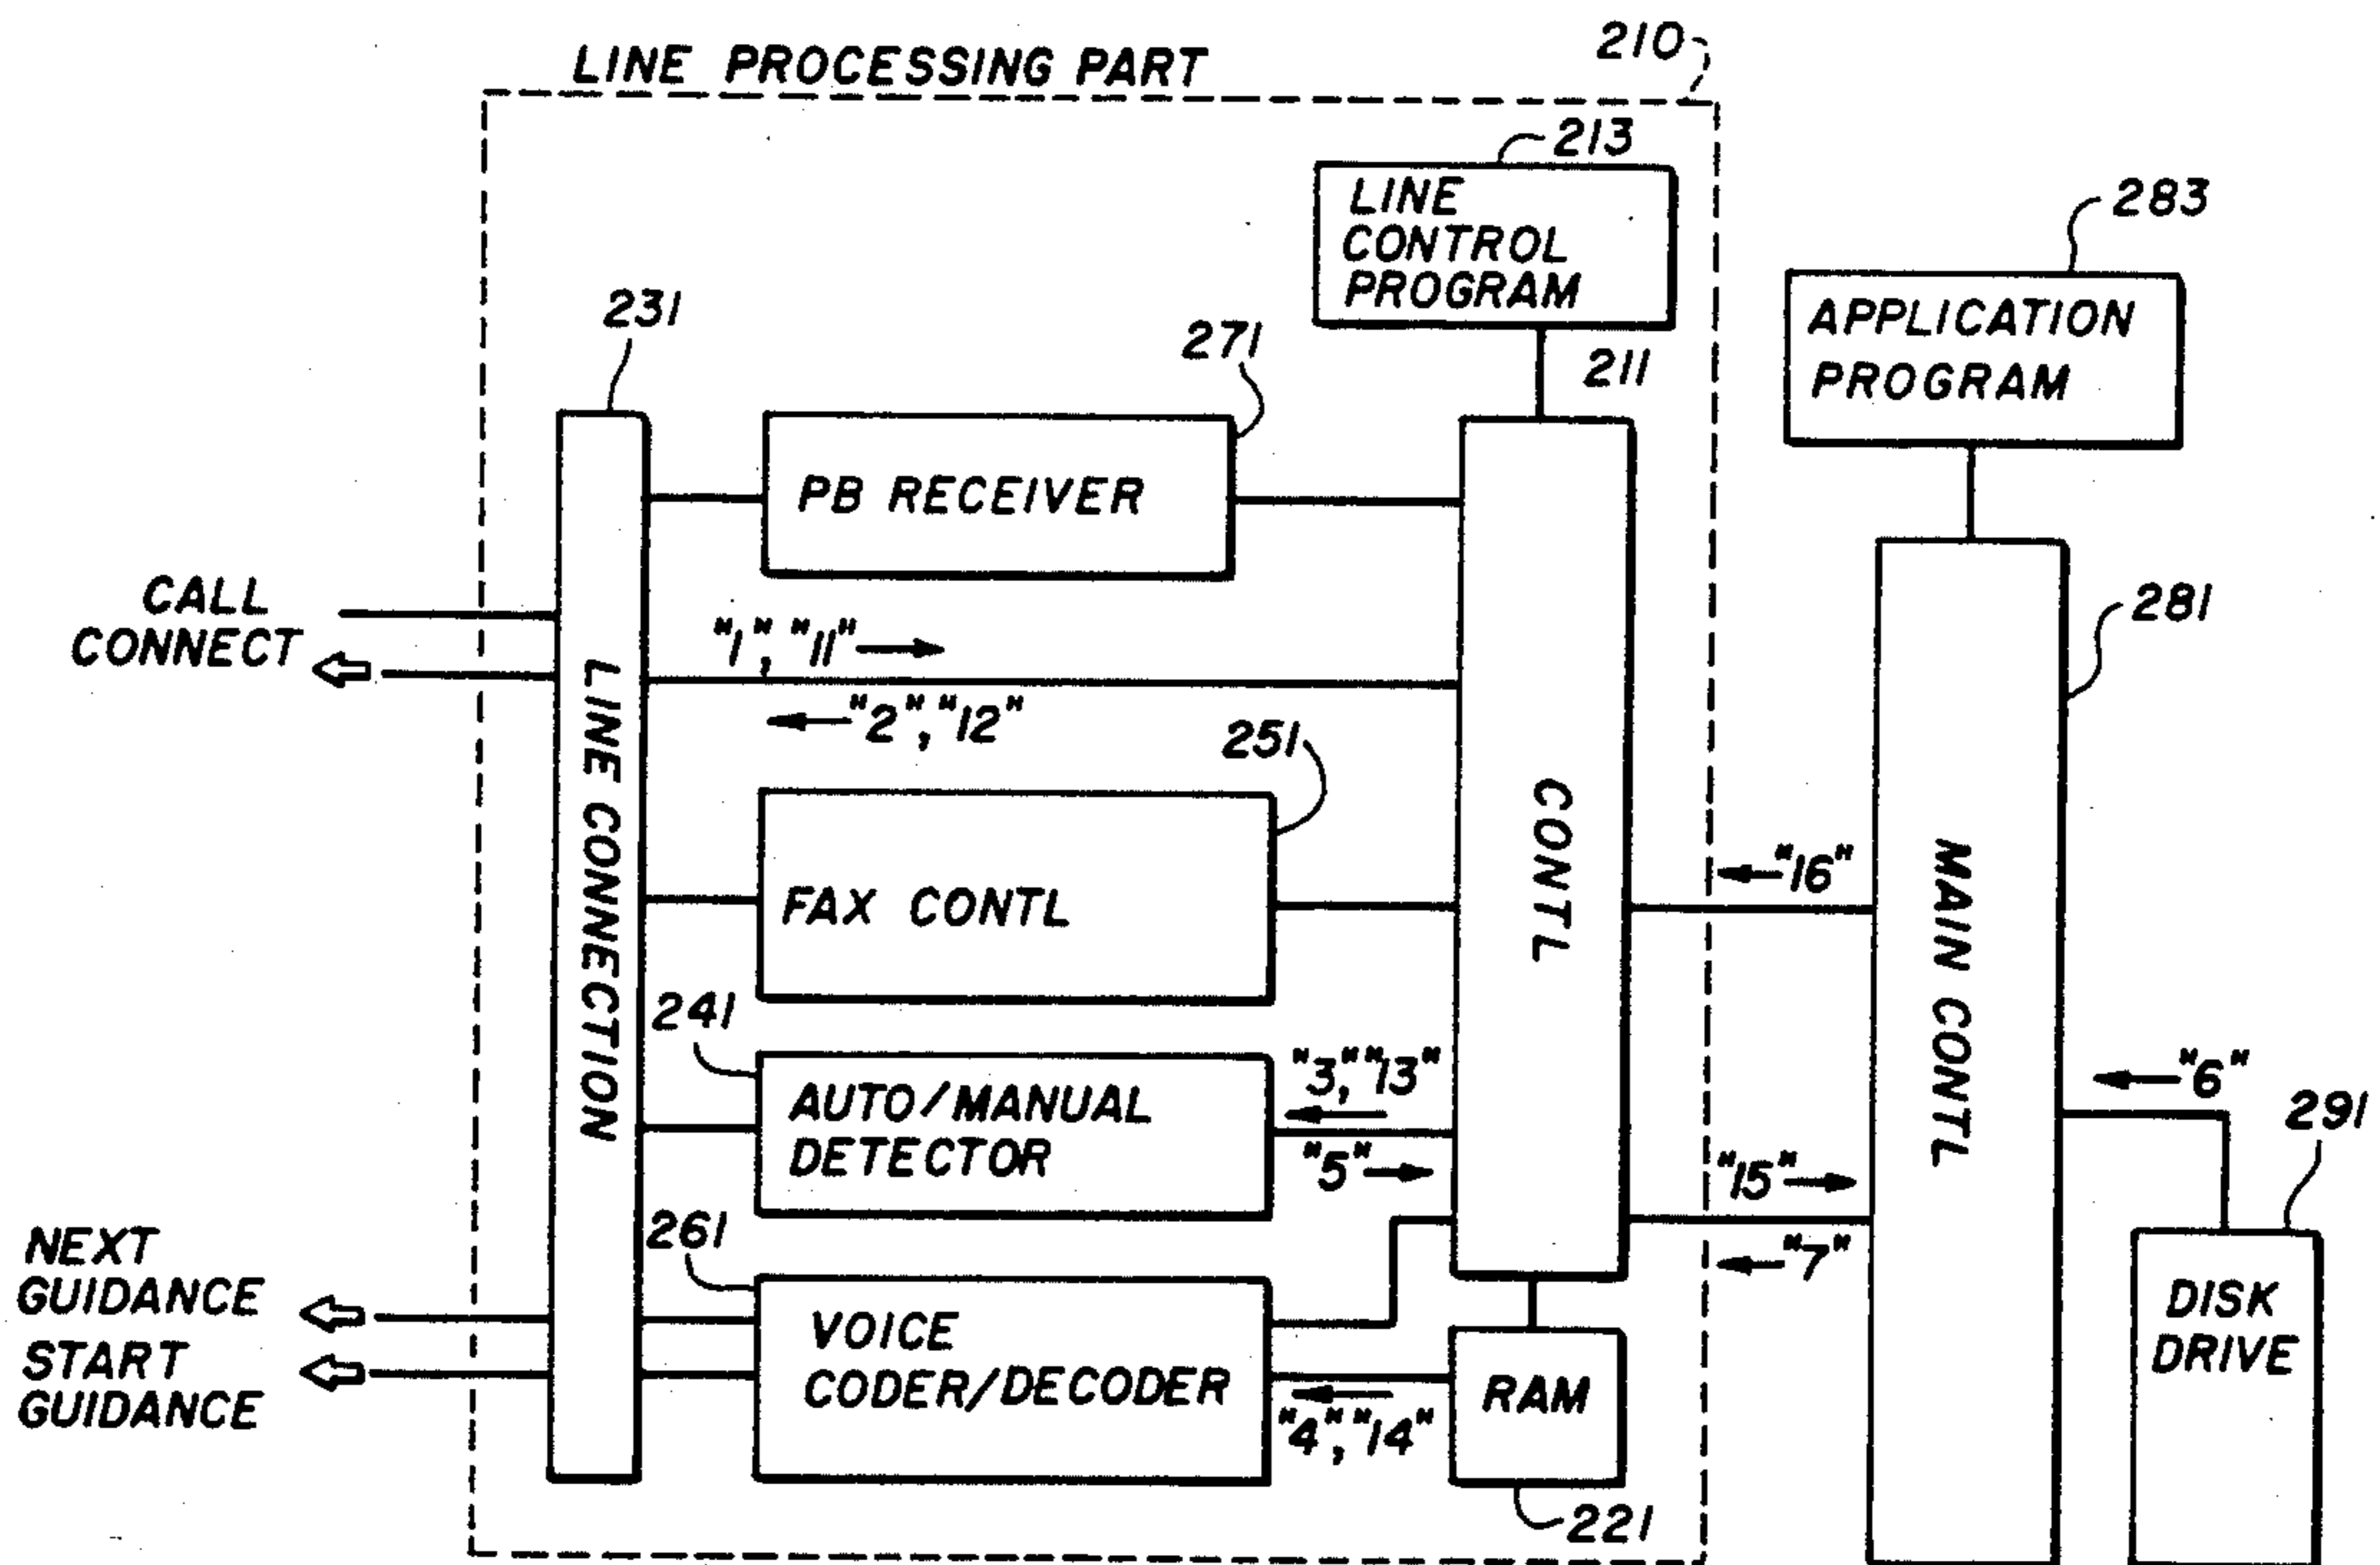 LINE PROCESSING PART
210
213
LINE
CONTROL
PROGRAM
283
APPLICATION
PROGRAM
231
271
211
PB RECEIVER
281
CALL
CONNECT
"1", "11"
"2", "12"
251
LINE CONNECTION
CONTL
MAIN CONTL
FAX CONTL
"16"
241
AUTO/MANUAL
DETECTOR
"3", "13"
"5"
"6"
291
"15"
"7"
261
NEXT
GUIDANCE
START
GUIDANCE
VOICE
CODER/DECODER
"4", "14"
RAM
DISK
DRIVE
221